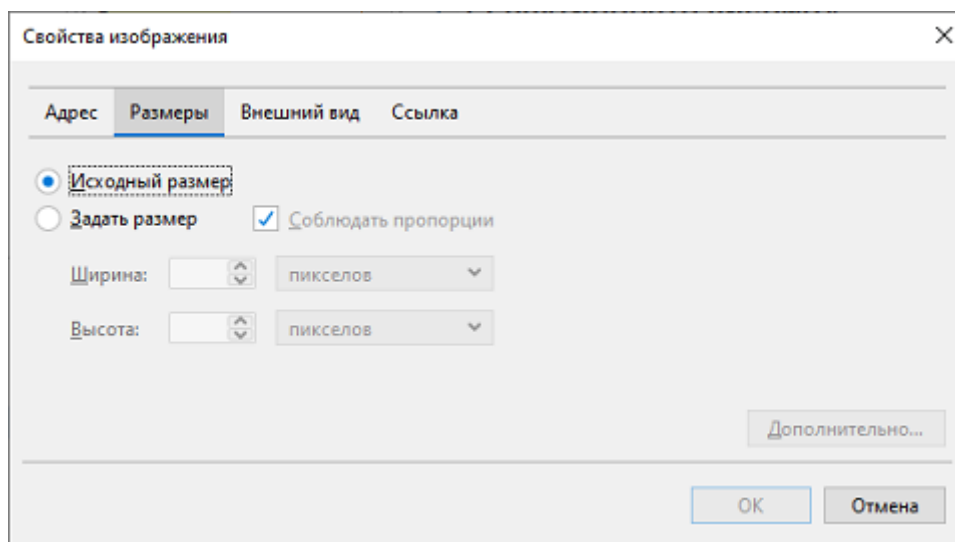 Свойства изображения
Адрес Размеры Внешний вид Ссылка
Исходный размер
Задать размер Соблюдать пропорции
Ширина: пикселов
Высота: пикселов
Дополнительно...
ОК Отмена